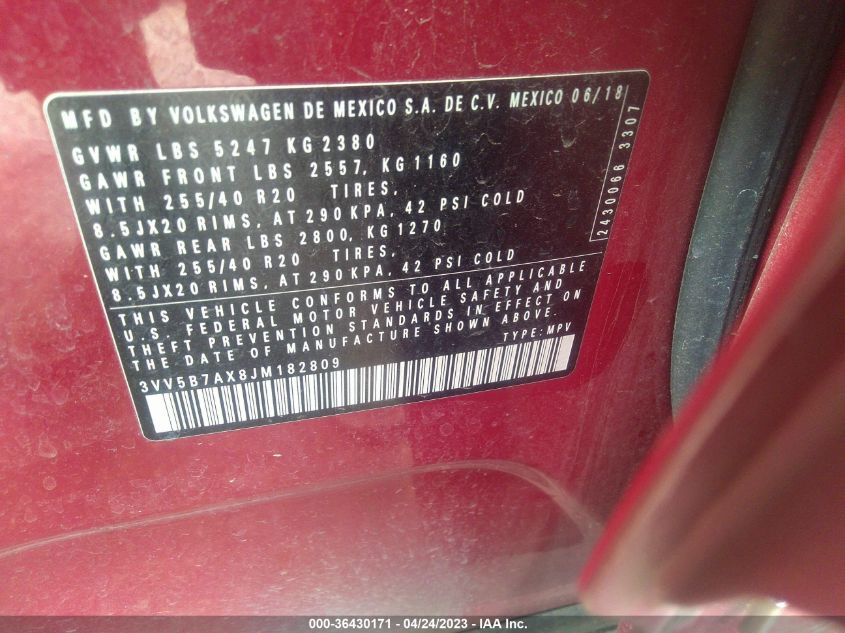 MFD BY VOLKSWAGEN DE MEXICO S.A. DE C.V. MEXICO 06/18
GVWR LBS 5247 KG 2380
GAWR FRONT LBS 2557, KG 1160
WITH 255/40 R20 TIRES,
8.5JX20 RIMS, AT 290 KPA, 42 PSI COLD
GAWR REAR LBS 2800, KG 1270
WITH 255/40 R20 TIRES,
8.5JX20 RIMS, AT 290 KPA, 42 PSI COLD
2430066 3307
THIS VEHICLE CONFORMS TO ALL APPLICABLE
U.S. FEDERAL MOTOR VEHICLE SAFETY AND
THEFT PREVENTION STANDARDS IN EFFECT ON
THE DATE OF MANUFACTURE SHOWN ABOVE.
3VV5B7AX8JM182809 TYPE: MPV
000-36430171 - 04/24/2023 - IAA Inc.